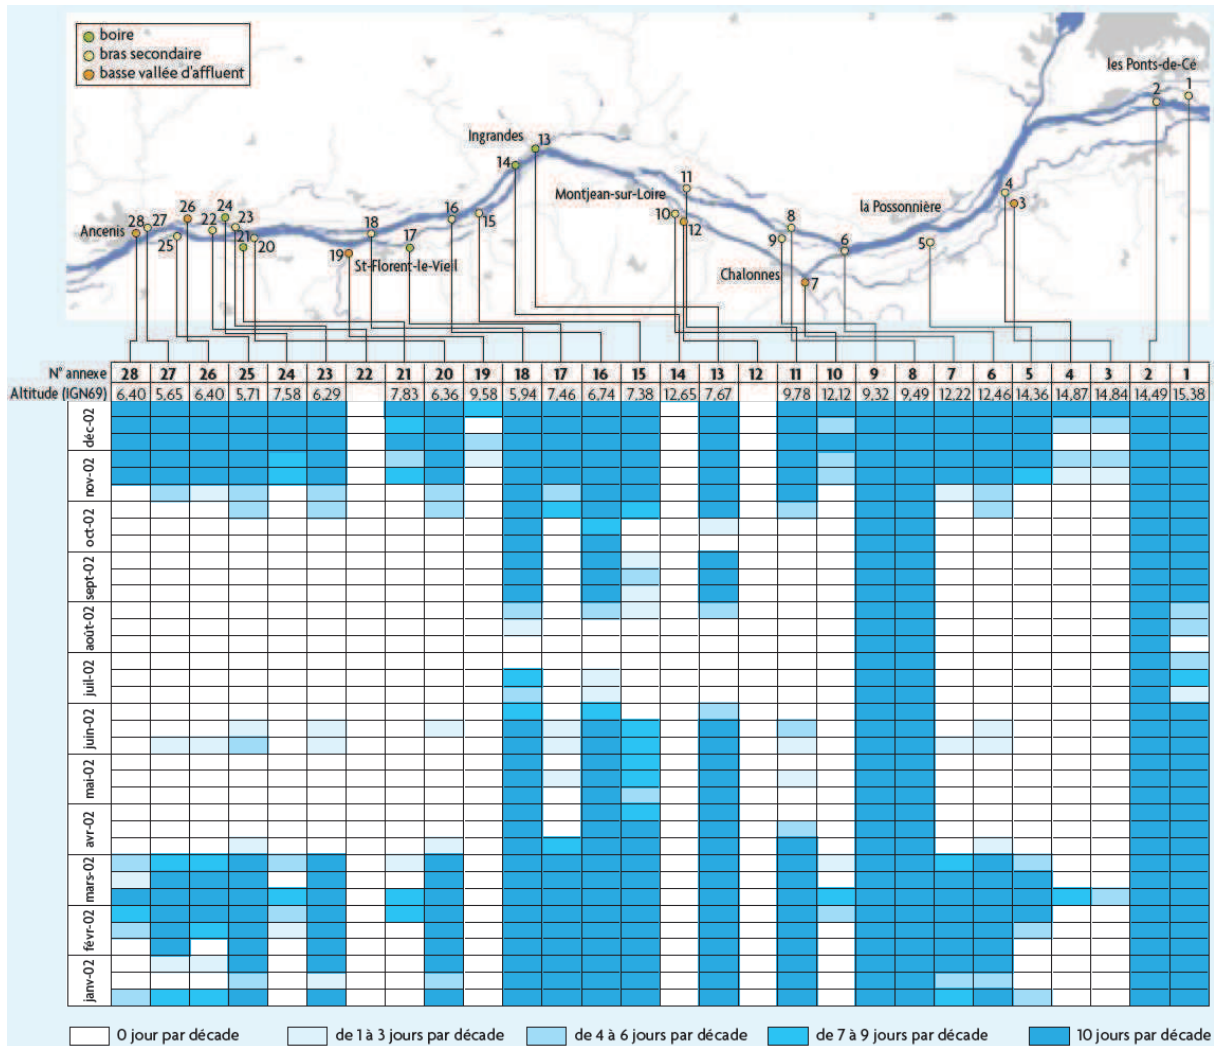 boire
bras secondaire
basse vallée d'affluent
les Ponts-de-Cé
1
2
Ingrandes
13
14
Montjean-sur-Loire
11
10
12
la Possonnière
4
3
8
9
6
5
Chalonnes
7
Ancenis
28
27
26
25
24
22
23
21
20
18
19
17
16
15
St-Florent-le-Vieil
N° annexe 28 27 26 25 24 23 22 21 20 19 18 17 16 15 14 13 12 11 10 9 8 7 6 5 4 3 2 1
Altitude (IGN69) 6,40 5,65 6,40 5,71 7,58 6,29 7,83 6,36 9,58 5,94 7,46 6,74 7,38 12,65 7,67 9,78 12,12 9,32 9,49 12,22 12,46 14,36 14,87 14,84 14,49 15,38
déc-02
nov-02
oct-02
sept-02
août-02
juil-02
juin-02
mai-02
avr-02
mars-02
févr-02
janv-02
0 jour par décade de 1 à 3 jours par décade de 4 à 6 jours par décade de 7 à 9 jours par décade 10 jours par décade